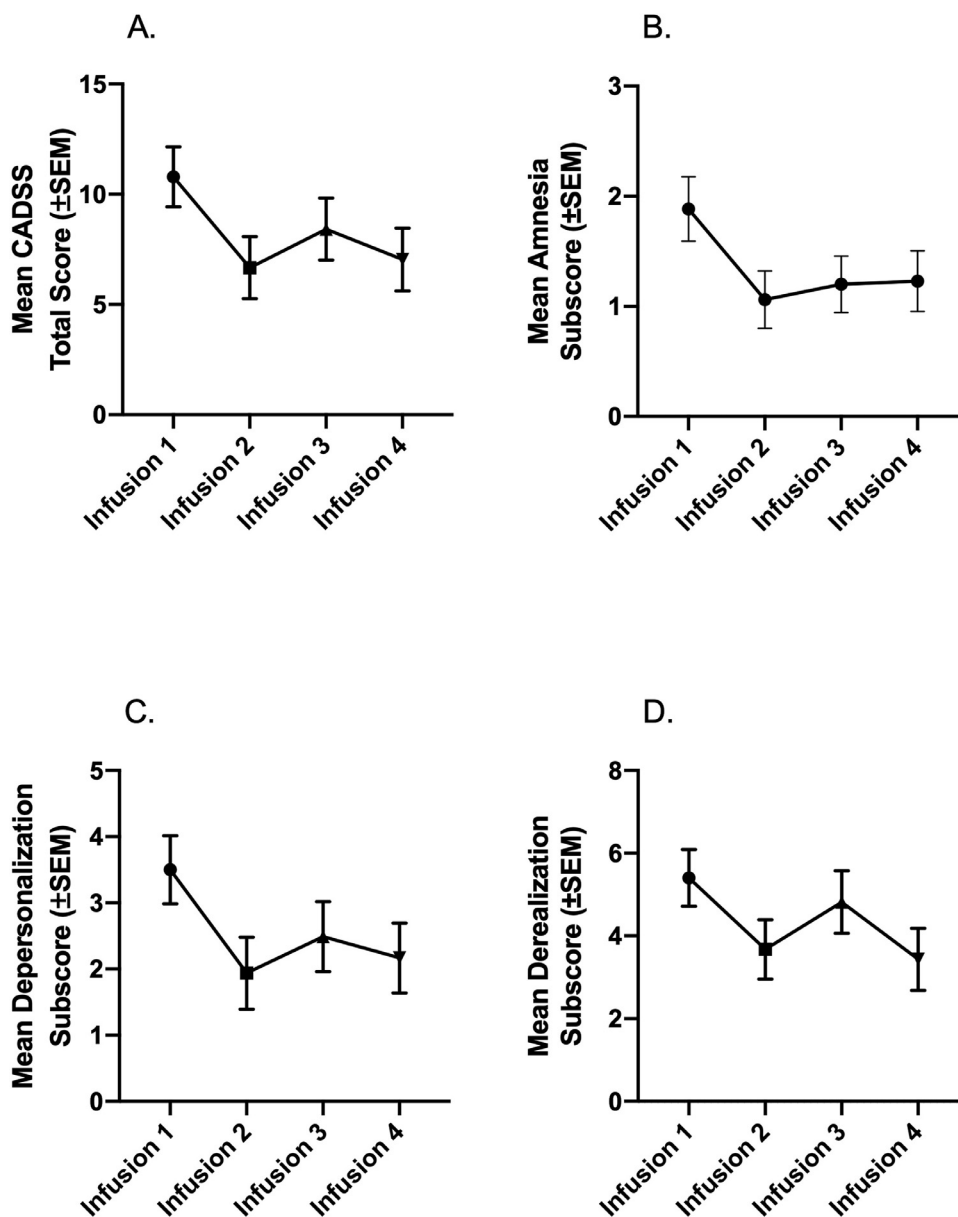 A.
Mean CADSS
Total Score (±SEM)
15
10
5
0
Infusion 1
Infusion 2
Infusion 3
Infusion 4
B.
Mean Amnesia
Subscore (±SEM)
3
2
1
0
Infusion 1
Infusion 2
Infusion 3
Infusion 4
C.
Mean Depersonalization
Subscore (±SEM)
5
4
3
2
1
0
Infusion 1
Infusion 2
Infusion 3
Infusion 4
D.
Mean Derealization
Subscore (±SEM)
8
6
4
2
0
Infusion 1
Infusion 2
Infusion 3
Infusion 4